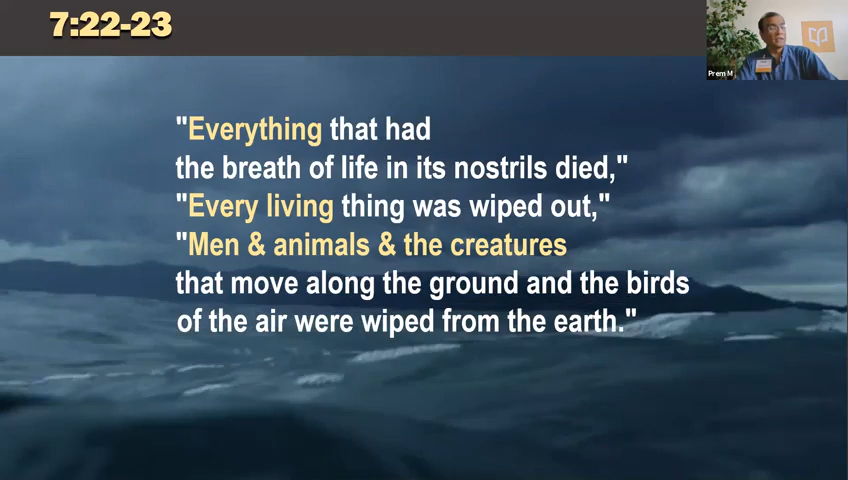 7:22-23
"Everything that had
the breath of life in its nostrils died,"
"Every living thing was wiped out,"
"Men & animals & the creatures
that move along the ground and the birds
of the air were wiped from the earth."
Prem M